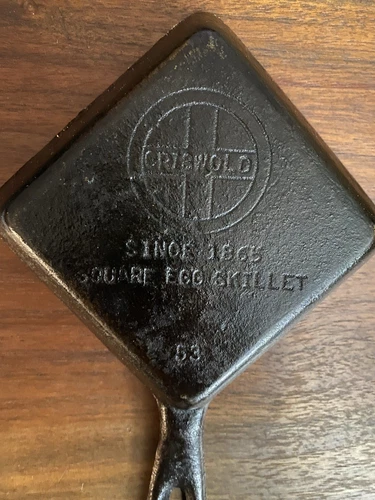 GRISWOLD
SINCE 1865
SQUARE EGG SKILLET
53